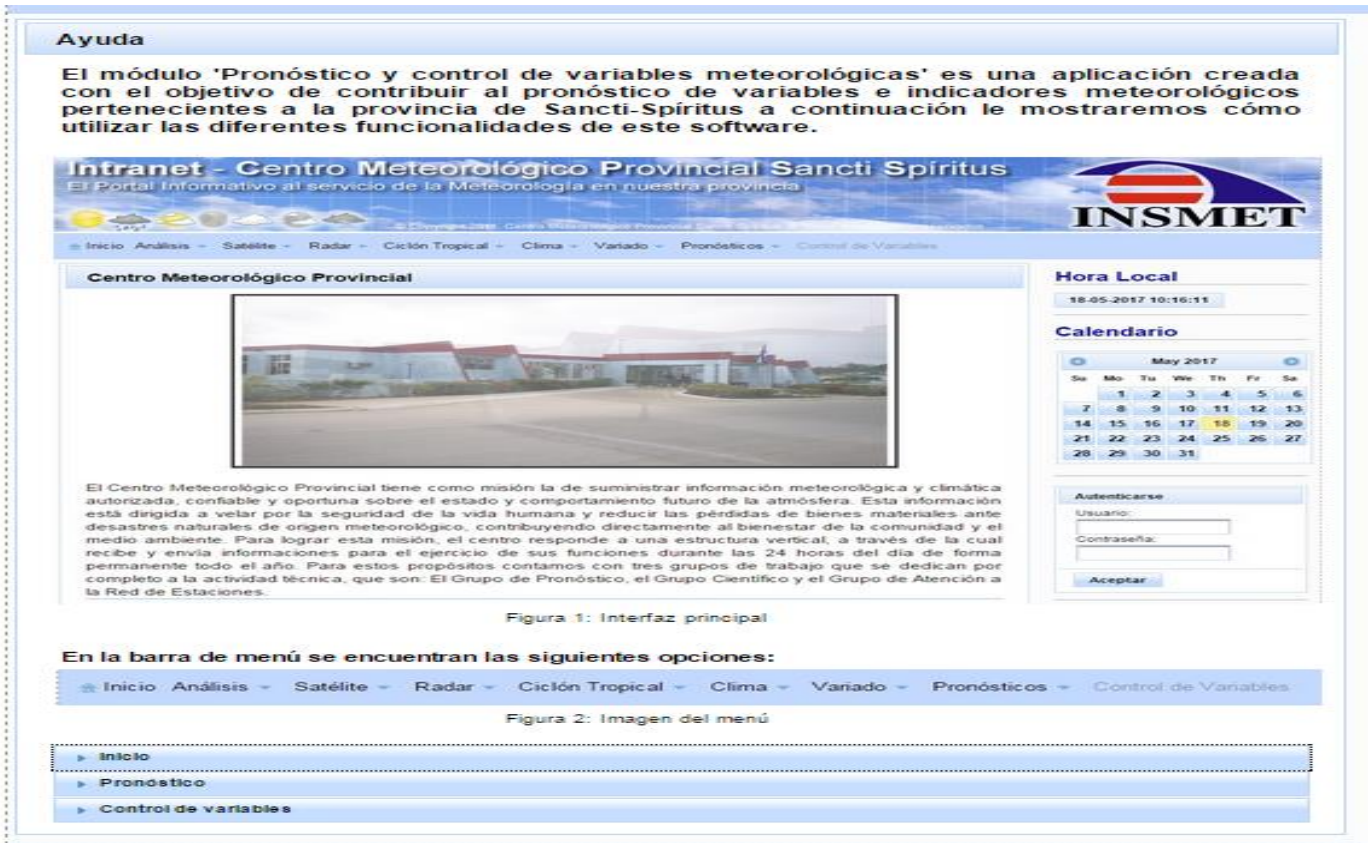 Ayuda
El módulo 'Pronóstico y control de variables meteorológicas' es una aplicación creada
con el objetivo de contribuir al pronóstico de variables e indicadores meteorológicos
pertenecientes a la provincia de Sancti-Spíritus a continuación le mostraremos cómo
utilizar las diferentes funcionalidades de este software.
Intranet - Centro Meteorológico Provincial Sancti Spíritus
El Portal Informativo al servicio de la Meteorología en nuestra provincia
INSMET
Inicio Análisis Satélite Radar Ciclón Tropical Clima Variado Pronósticos Control de Variables
Centro Meteorológico Provincial
El Centro Meteorológico Provincial tiene como misión la de suministrar información meteorológica y climática
autorizada, confiable y oportuna sobre el estado y comportamiento futuro de la atmósfera. Esta información
está dirigida a velar por la seguridad de la vida humana y reducir las pérdidas de bienes materiales ante
desastres naturales de origen meteorológico, contribuyendo directamente al bienestar de la comunidad y el
medio ambiente. Para lograr esta misión, el centro responde a una estructura vertical, a través de la cual
recibe y envía informaciones para el ejercicio de sus funciones durante las 24 horas del día de forma
permanente todo el año. Para estos propósitos contamos con tres grupos de trabajo que se dedican por
completo a la actividad técnica, que son: El Grupo de Pronóstico, el Grupo Científico y el Grupo de Atención a
la Red de Estaciones.
Hora Local
18-05-2017 10:16:11
Calendario
May 2017
Su Mo Tu We Th Fr Sa
1 2 3 4 5 6
7 8 9 10 11 12 13
14 15 16 17 18 19 20
21 22 23 24 25 26 27
28 29 30 31
Autenticarse
Usuario:
Contraseña:
Aceptar
Figura 1: Interfaz principal
En la barra de menú se encuentran las siguientes opciones:
Inicio Análisis Satélite Radar Ciclón Tropical Clima Variado Pronósticos Control de Variables
Figura 2: Imagen del menú
Inicio
Pronóstico
Control de variables